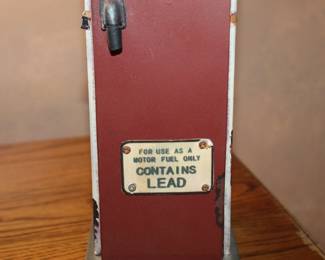 FOR USE AS A
MOTOR FUEL ONLY
CONTAINS
LEAD